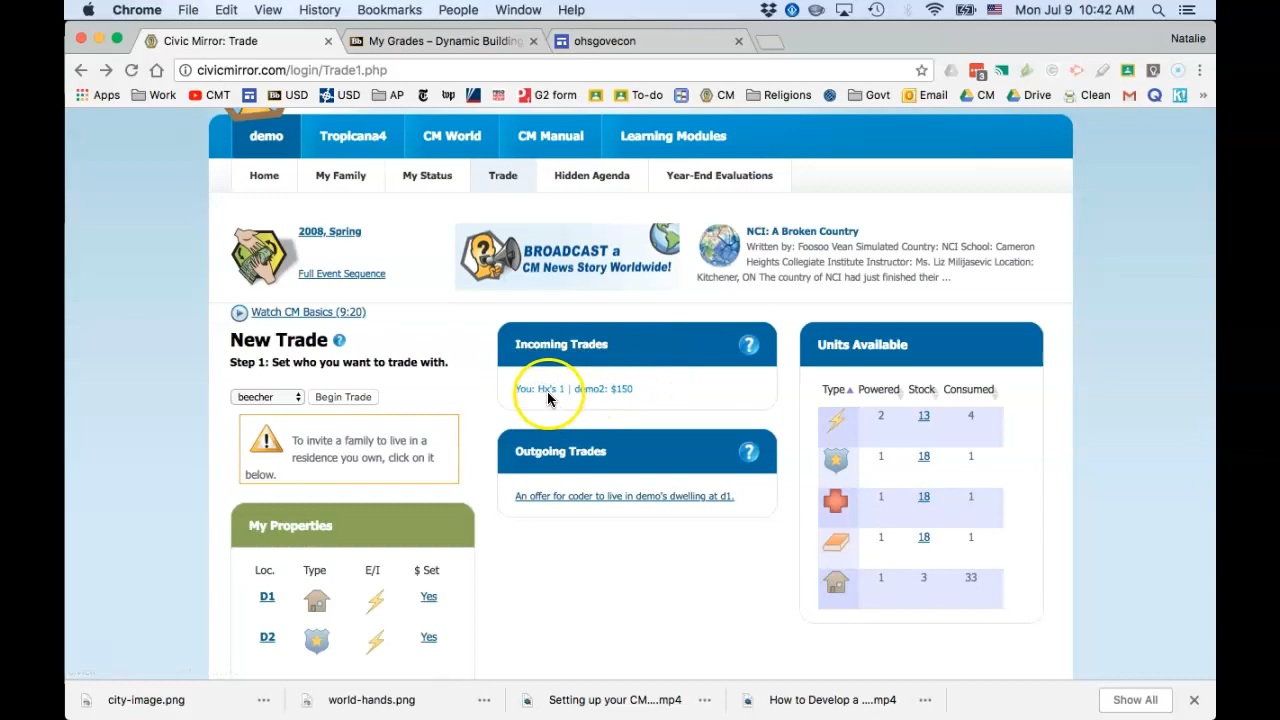 Chrome File Edit View History Bookmarks People Window Help Mon Jul 9 10:42 AM
Civic Mirror: Trade My Grades – Dynamic Building ohsgovecon Natalie
civicmirror.com/login/Trade1.php
Apps Work CMT USD USD AP wp G2 form To-do CM Religions Govt Email CM Drive Clean
demo Tropicana4 CM World CM Manual Learning Modules
Home My Family My Status Trade Hidden Agenda Year-End Evaluations
2008, Spring
Full Event Sequence
BROADCAST a
CM News Story Worldwide!
NCI: A Broken Country
Written by: Foosoo Vean Simulated Country: NCI School: Cameron
Heights Collegiate Institute Instructor: Ms. Liz Milijasevic Location:
Kitchener, ON The country of NCI had just finished their ...
Watch CM Basics (9:20)
New Trade ?
Step 1: Set who you want to trade with.
beecher Begin Trade
To invite a family to live in a
residence you own, click on it
below.
My Properties
Loc. Type E/I $ Set
D1 Yes
D2 Yes
Incoming Trades ?
You: Hx's 1 | demo2: $150
Outgoing Trades ?
An offer for coder to live in demo's dwelling at d1.
Units Available
Type Powered Stock Consumed
2 13 4
1 18 1
1 18 1
1 18 1
1 3 33
city-image.png world-hands.png Setting up your CM....mp4 How to Develop a ....mp4 Show All